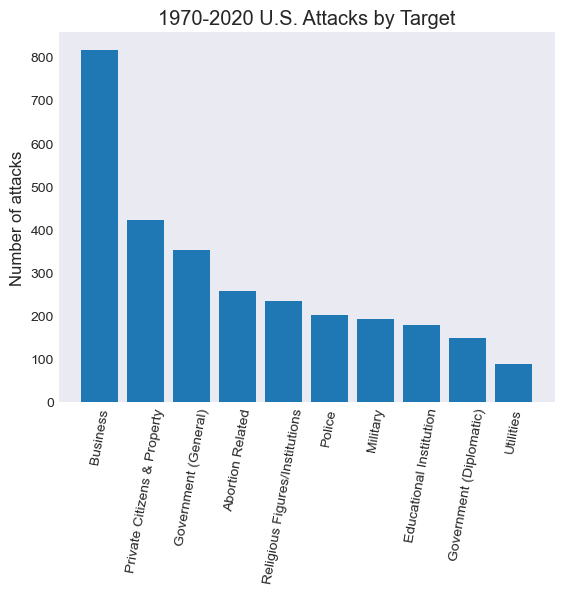 1970-2020 U.S. Attacks by Target
Number of attacks
800
700
600
500
400
300
200
100
0
Business
Private Citizens & Property
Government (General)
Abortion Related
Religious Figures/Institutions
Police
Military
Educational Institution
Government (Diplomatic)
Utilities